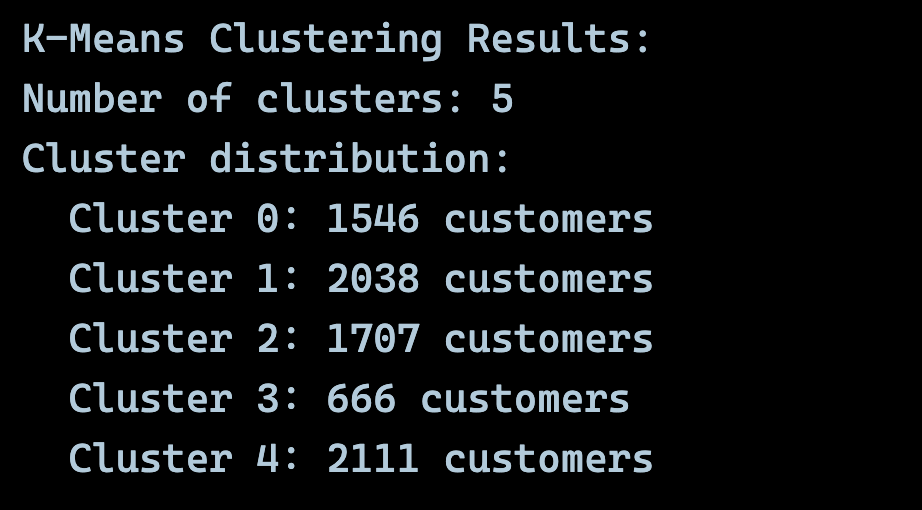 K-Means Clustering Results:
Number of clusters: 5
Cluster distribution:
  Cluster 0: 1546 customers
  Cluster 1: 2038 customers
  Cluster 2: 1707 customers
  Cluster 3: 666 customers
  Cluster 4: 2111 customers